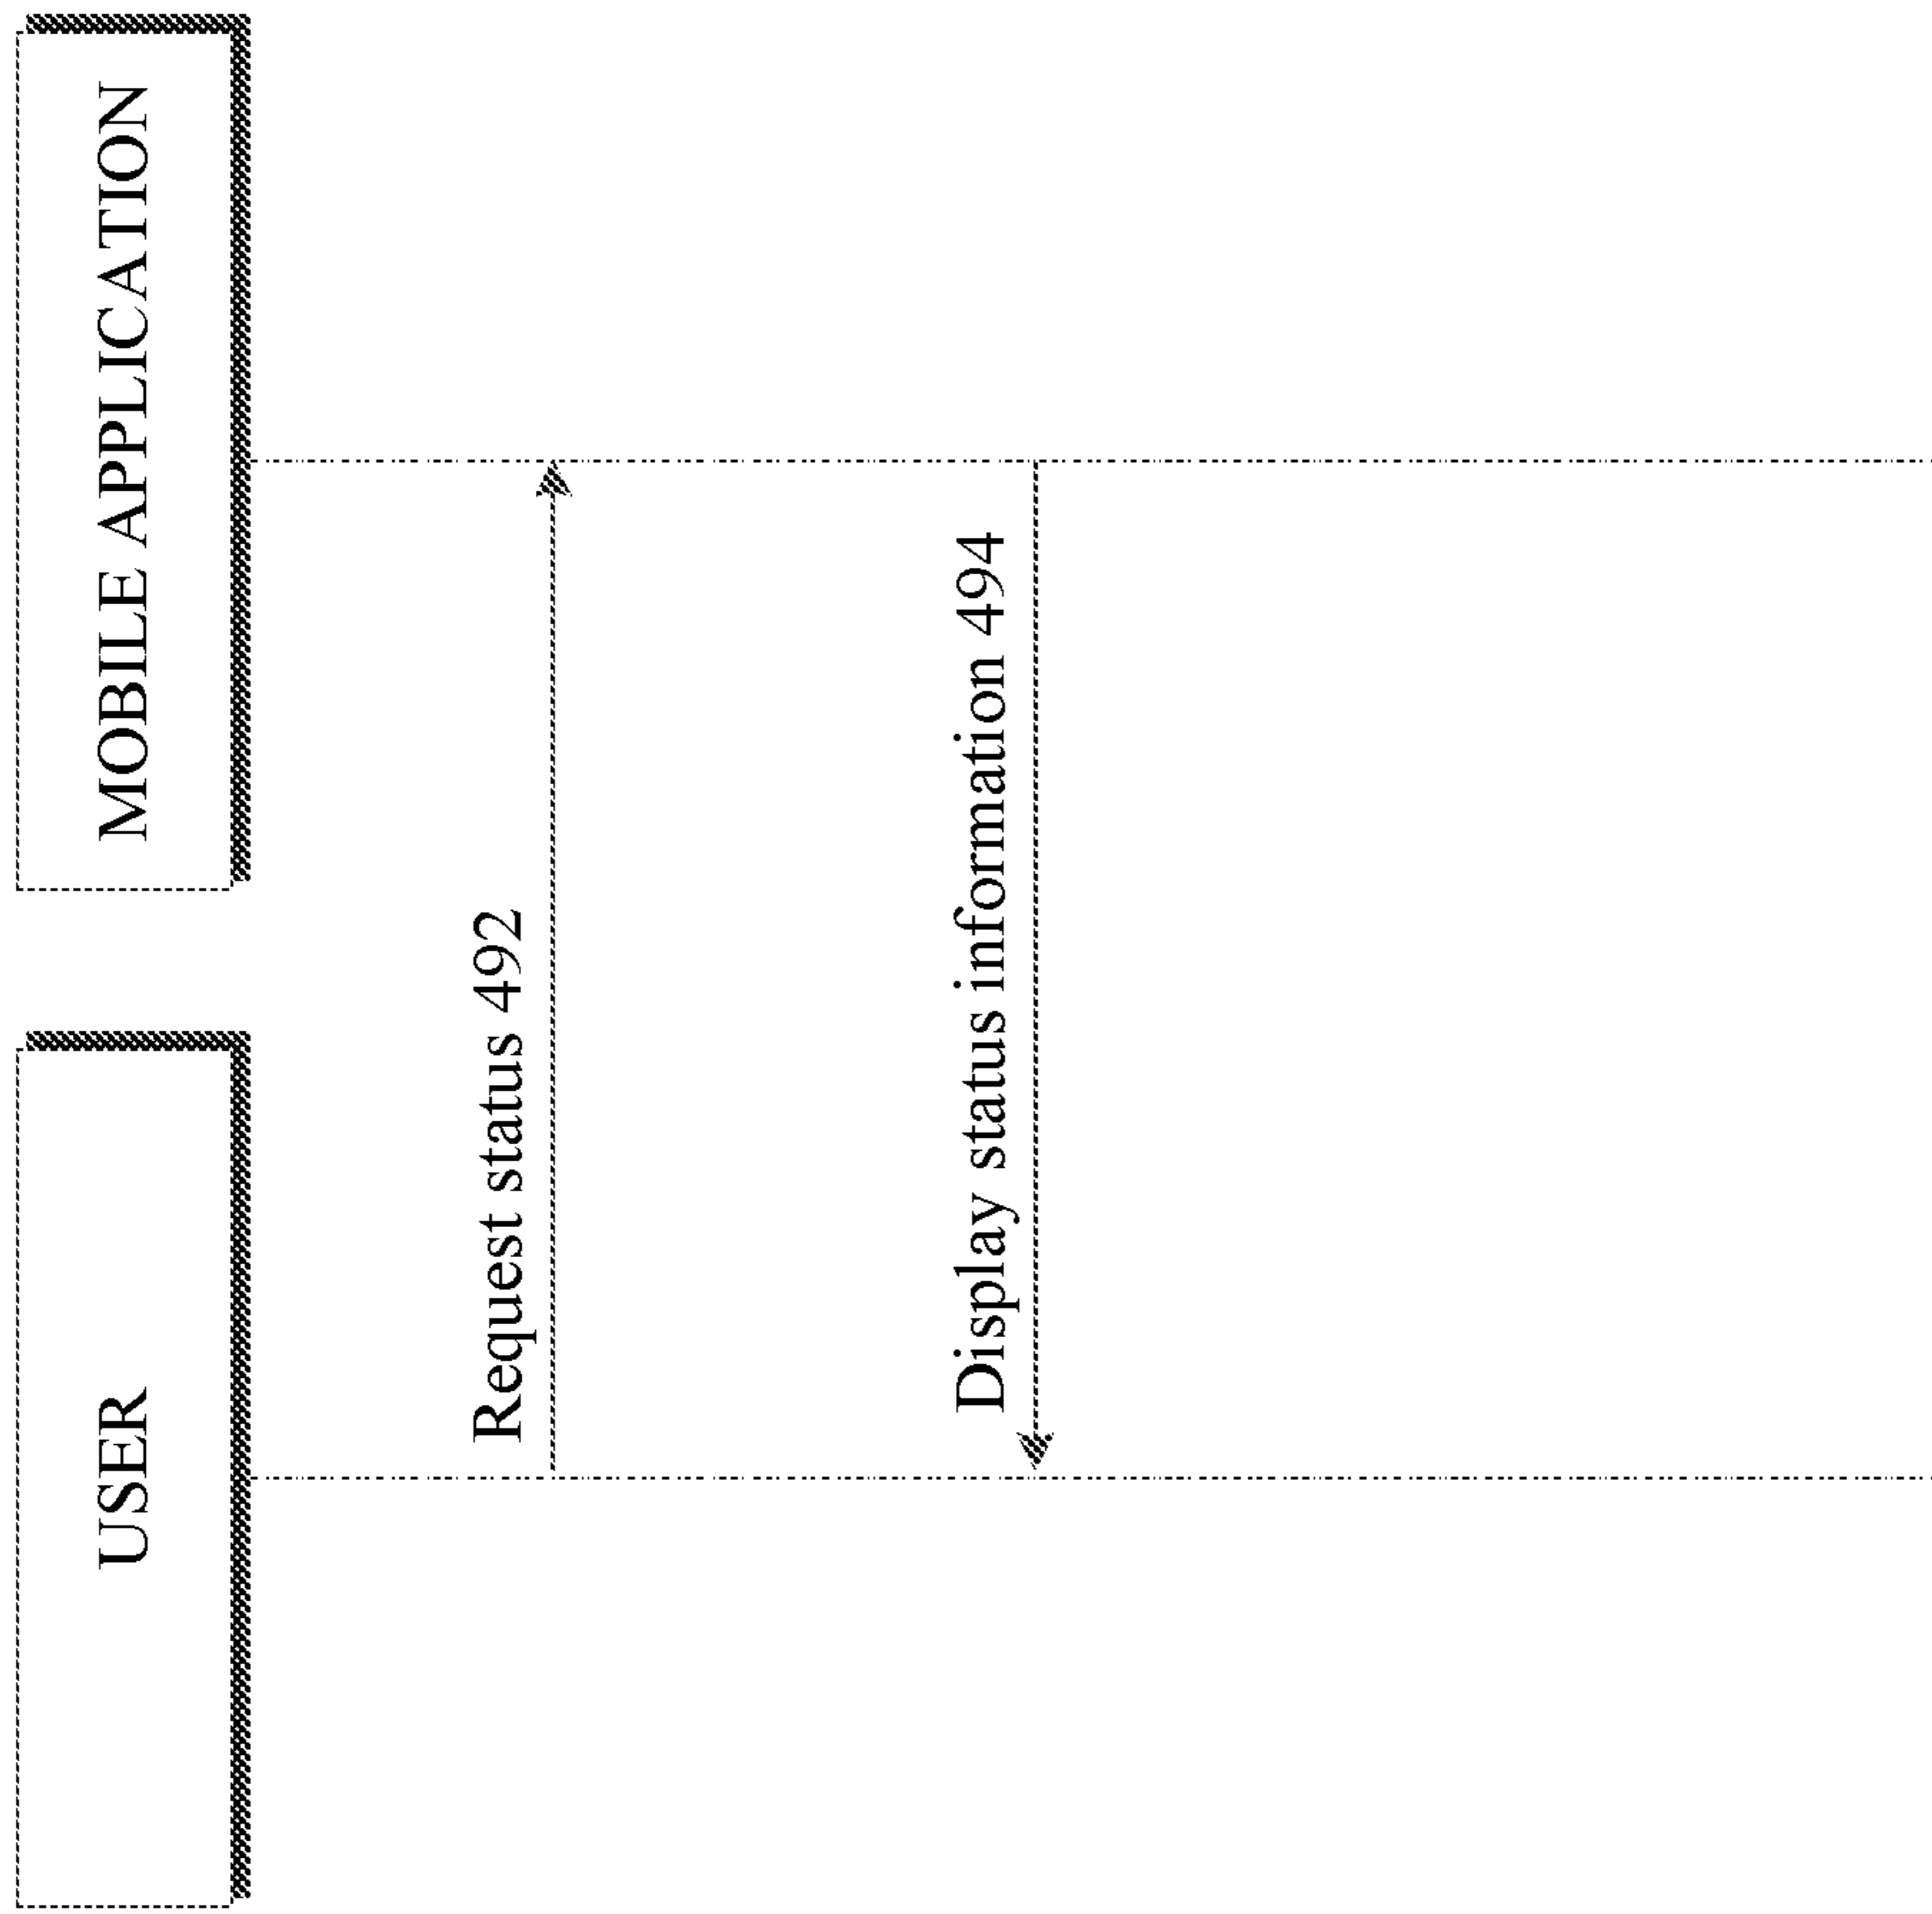 USER
MOBILE APPLICATION
Request status 492
Display status information 494